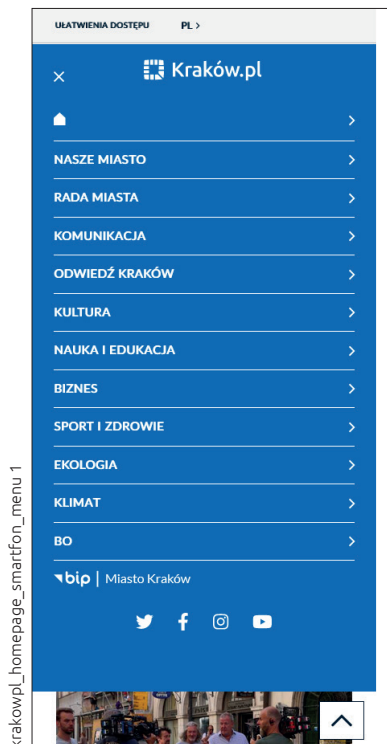 UŁATWIENIA DOSTĘPU PL >
Kraków.pl
NASZE MIASTO
RADA MIASTA
KOMUNIKACJA
ODWIEDŹ KRAKÓW
KULTURA
NAUKA I EDUKACJA
BIZNES
SPORT I ZDROWIE
EKOLOGIA
KLIMAT
BO
bip | Miasto Kraków
krakowpl_homepage_smartfon_menu 1